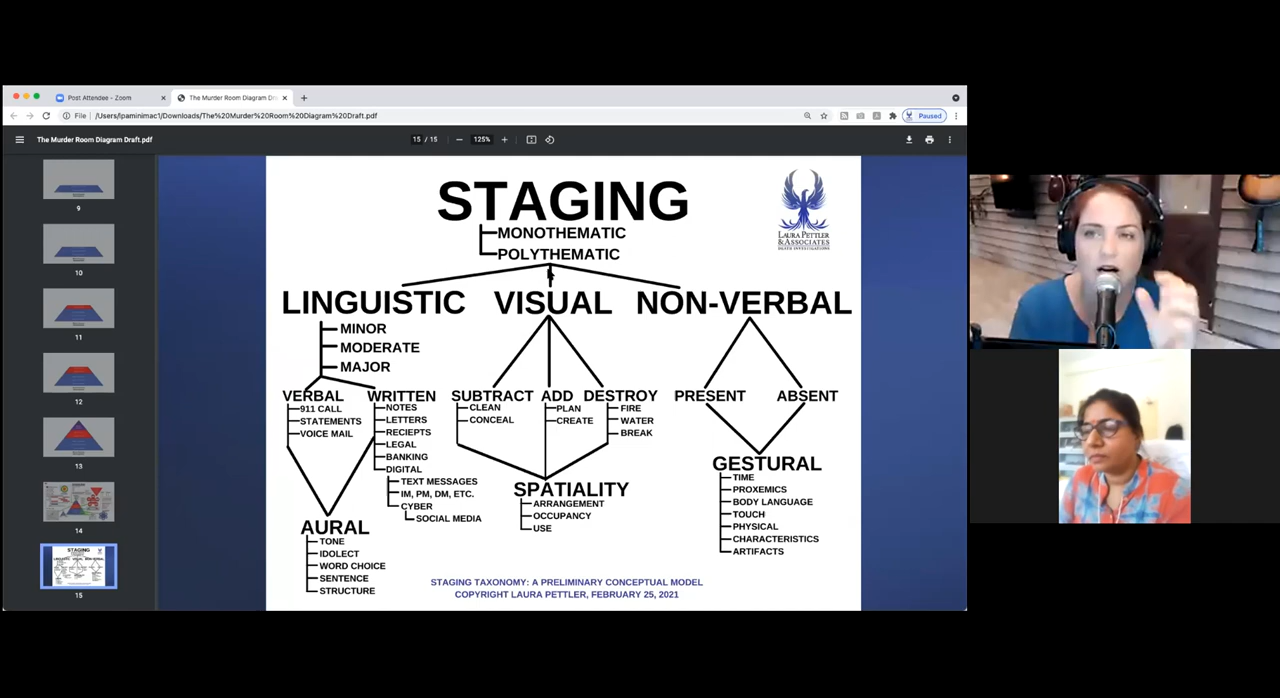 Post Attendee - Zoom
The Murder Room Diagram Dra
File
/Users/lpaminimac1/Downloads/The%20Murder%20Room%20Diagram%20Draft.pdf
Paused
The Murder Room Diagram Draft.pdf
15 / 15
125%
9
10
11
12
13
14
15
STAGING
MONOTHEMATIC
POLYTHEMATIC
LAURA PETTLER
& ASSOCIATES
DEATH INVESTIGATIONS
LINGUISTIC
VISUAL
NON-VERBAL
MINOR
MODERATE
MAJOR
VERBAL
911 CALL
STATEMENTS
VOICE MAIL
WRITTEN
NOTES
LETTERS
RECIEPTS
LEGAL
BANKING
DIGITAL
TEXT MESSAGES
IM, PM, DM, ETC.
CYBER
SOCIAL MEDIA
AURAL
TONE
IDOLECT
WORD CHOICE
SENTENCE
STRUCTURE
SUBTRACT
CLEAN
CONCEAL
ADD
PLAN
CREATE
DESTROY
FIRE
WATER
BREAK
SPATIALITY
ARRANGEMENT
OCCUPANCY
USE
PRESENT
ABSENT
GESTURAL
TIME
PROXEMICS
BODY LANGUAGE
TOUCH
PHYSICAL
CHARACTERISTICS
ARTIFACTS
STAGING TAXONOMY: A PRELIMINARY CONCEPTUAL MODEL
COPYRIGHT LAURA PETTLER, FEBRUARY 25, 2021